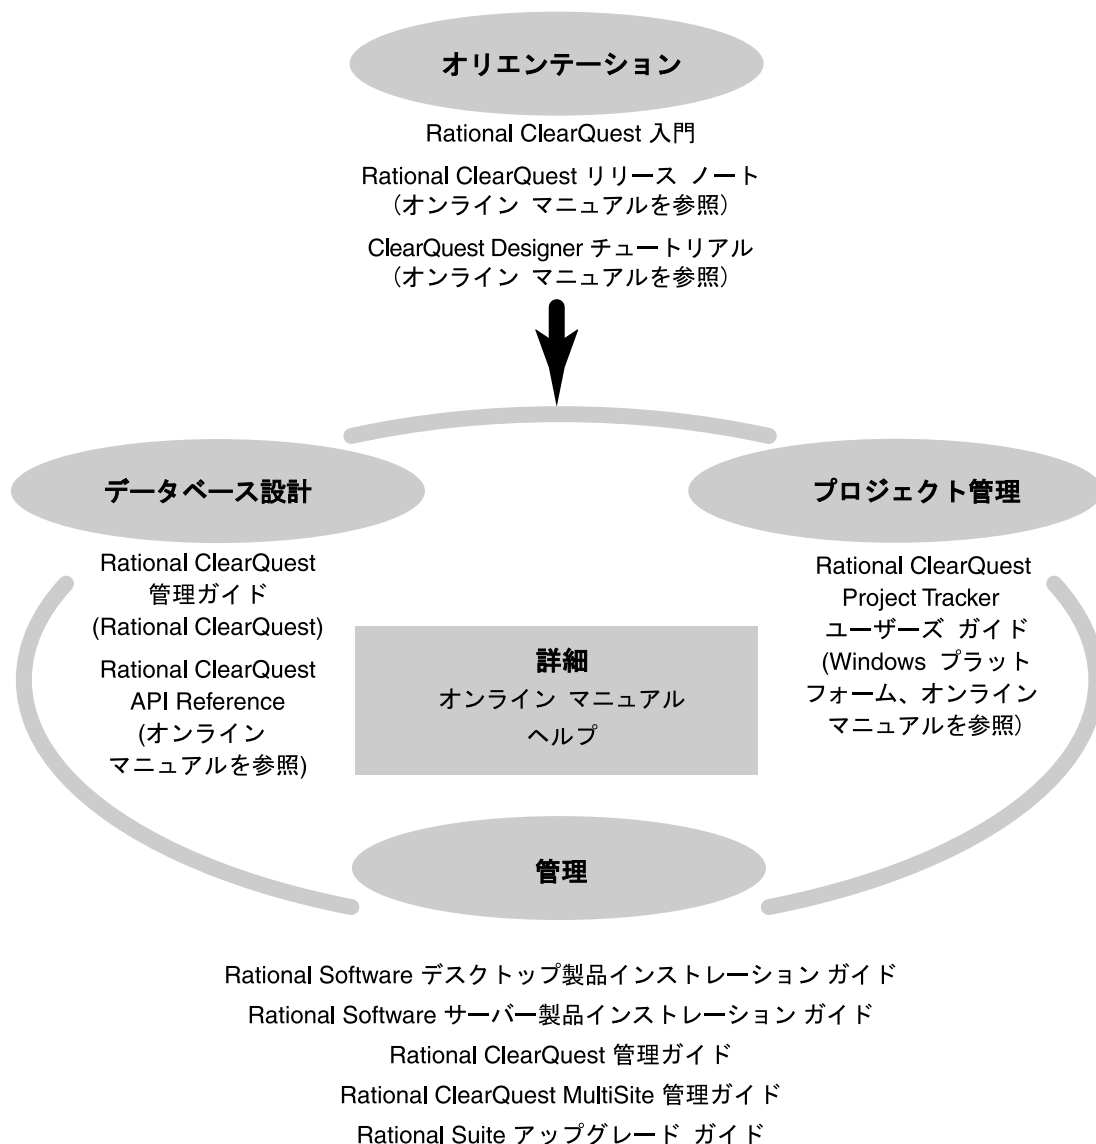 オリエンテーション
Rational ClearQuest 入門
Rational ClearQuest リリース ノート
(オンライン マニュアルを参照)
ClearQuest Designer チュートリアル
(オンライン マニュアルを参照)
データベース設計
Rational ClearQuest
管理ガイド
(Rational ClearQuest)
Rational ClearQuest
API Reference
(オンライン
マニュアルを参照)
プロジェクト管理
Rational ClearQuest
Project Tracker
ユーザーズ ガイド
(Windows プラット
フォーム、オンライン
マニュアルを参照)
詳細
オンライン マニュアル
ヘルプ
管理
Rational Software デスクトップ製品インストレーション ガイド
Rational Software サーバー製品インストレーション ガイド
Rational ClearQuest 管理ガイド
Rational ClearQuest MultiSite 管理ガイド
Rational Suite アップグレード ガイド